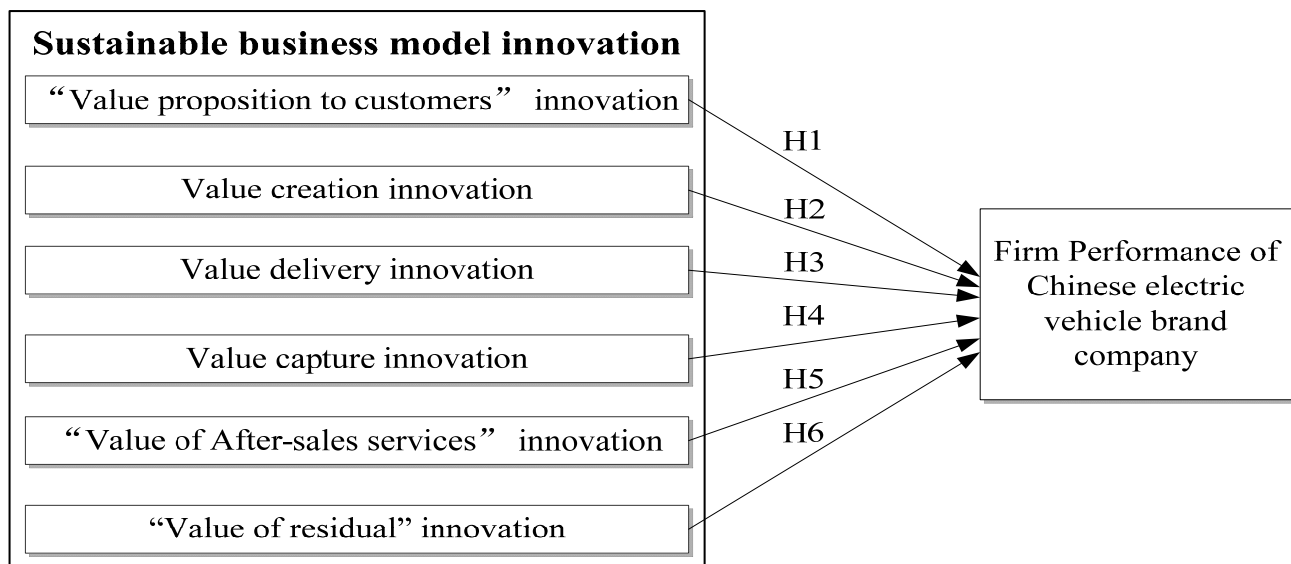 Sustainable business model innovation
“Value proposition to customers” innovation
Value creation innovation
Value delivery innovation
Value capture innovation
“Value of After-sales services” innovation
“Value of residual” innovation
H1
H2
H3
H4
H5
H6
Firm Performance of
Chinese electric
vehicle brand
company